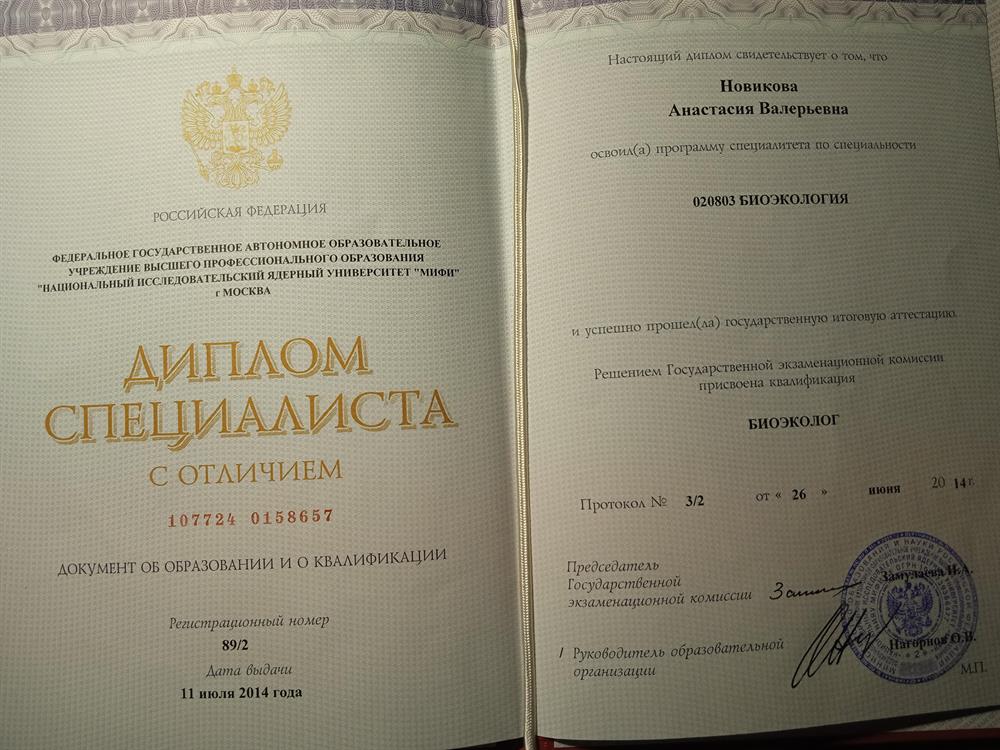 РОССИЙСКАЯ ФЕДЕРАЦИЯ
ФЕДЕРАЛЬНОЕ ГОСУДАРСТВЕННОЕ АВТОНОМНОЕ ОБРАЗОВАТЕЛЬНОЕ
УЧРЕЖДЕНИЕ ВЫСШЕГО ПРОФЕССИОНАЛЬНОГО ОБРАЗОВАНИЯ
"НАЦИОНАЛЬНЫЙ ИССЛЕДОВАТЕЛЬСКИЙ ЯДЕРНЫЙ УНИВЕРСИТЕТ "МИФИ"
г МОСКВА
ДИПЛОМ
СПЕЦИАЛИСТА
С ОТЛИЧИЕМ
107724 0158657
ДОКУМЕНТ ОБ ОБРАЗОВАНИИ И О КВАЛИФИКАЦИИ
Регистрационный номер
89/2
Дата выдачи
11 июля 2014 года
Настоящий диплом свидетельствует о том, что
Новикова
Анастасия Валерьевна
освоил(а) программу специалитета по специальности
020803 БИОЭКОЛОГИЯ
и успешно прошел(ла) государственную итоговую аттестацию.
Решением Государственной экзаменационной комиссии
присвоена квалификация
БИОЭКОЛОГ
Протокол № 3/2 от « 26 » июня 20 14 г.
Председатель
Государственной
экзаменационной комиссии
Замулаева И.А.
Руководитель образовательной
организации
Нагорнов О.В.
М.П.